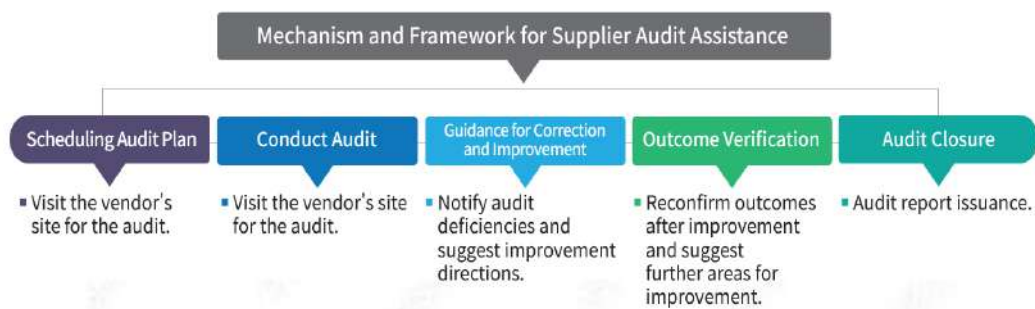 Mechanism and Framework for Supplier Audit Assistance
Scheduling Audit Plan
▪ Visit the vendor's
site for the audit.
Conduct Audit
▪ Visit the vendor's site
for the audit.
Guidance for Correction
and Improvement
▪ Notify audit
deficiencies and
suggest improvement
directions.
Outcome Verification
▪ Reconfirm outcomes
after improvement
and suggest
further areas for
improvement.
Audit Closure
▪ Audit report issuance.